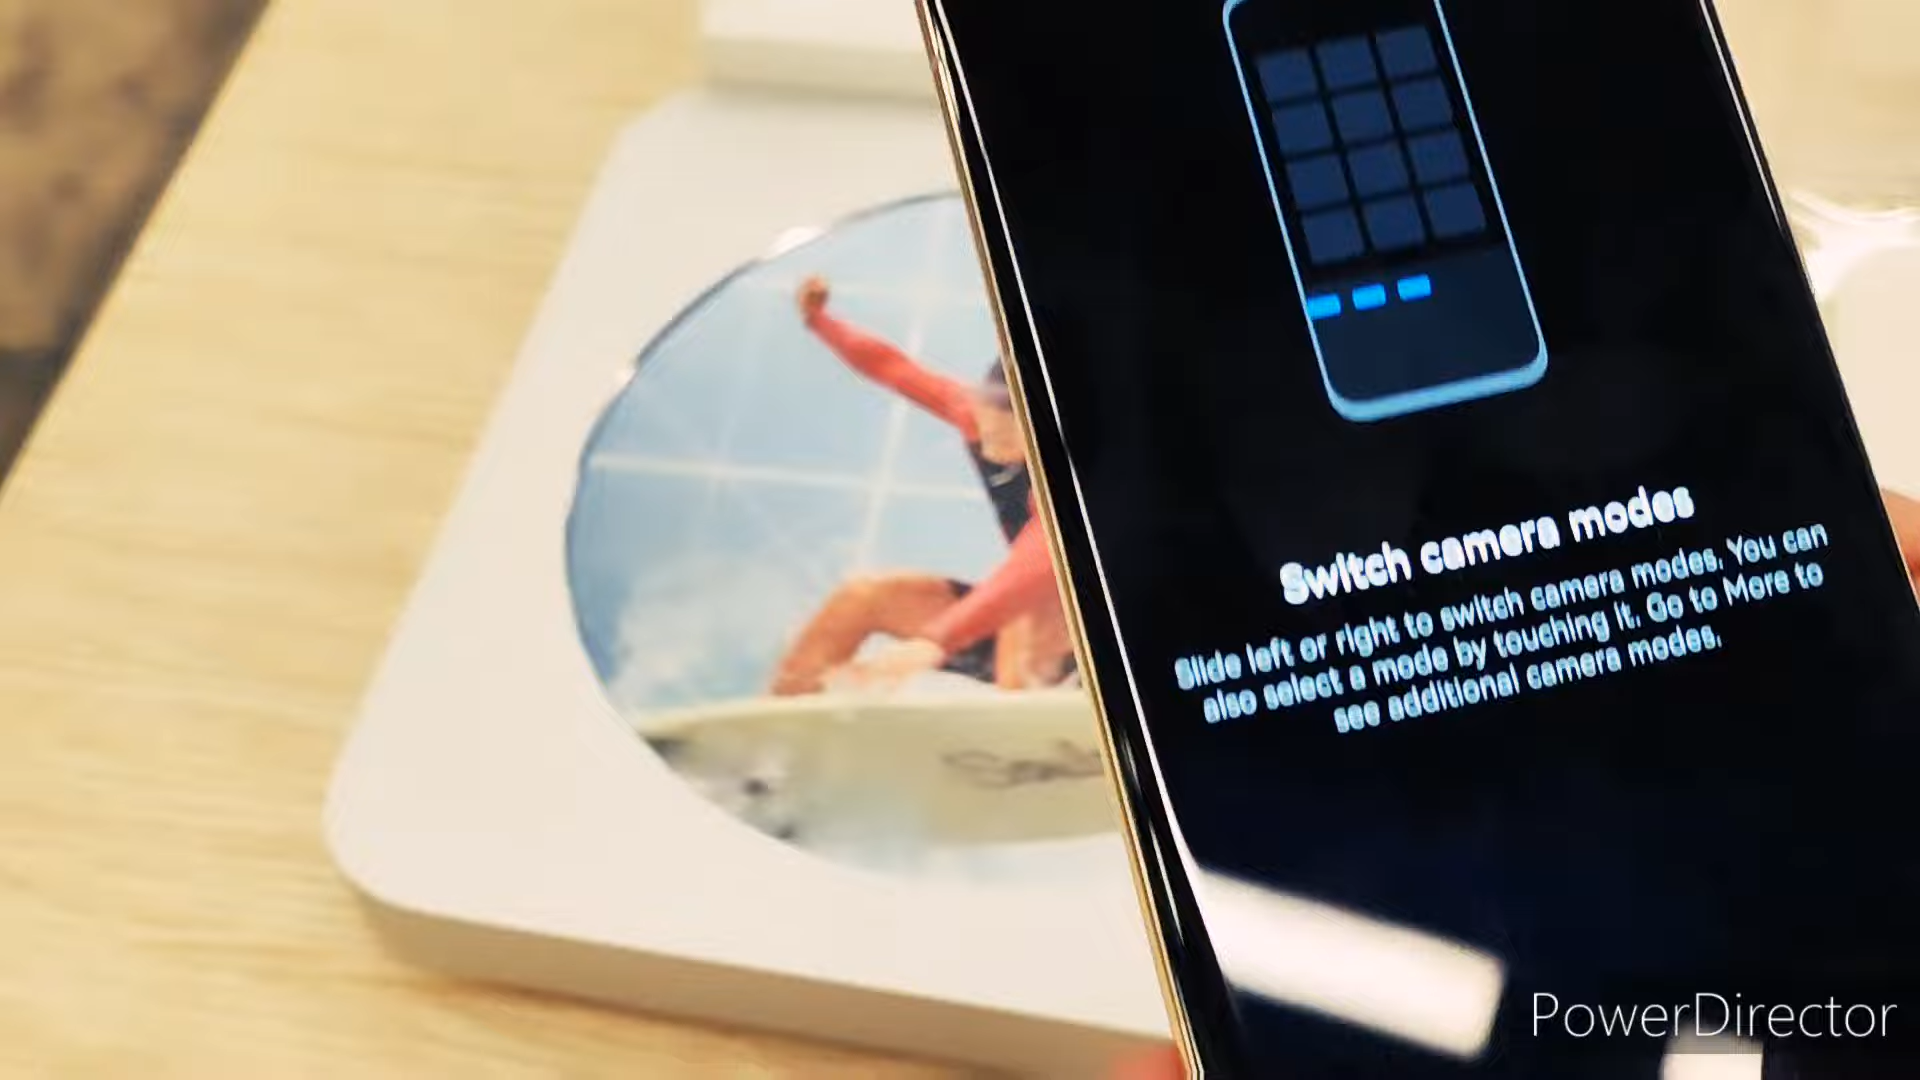 Switch camera modes
Slide left or right to switch camera modes. You can
also select a mode by touching it. Go to More to
see additional camera modes.
PowerDirector